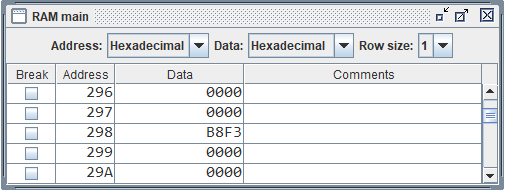 RAM main
Address: Hexadecimal Data: Hexadecimal Row size: 1
Break Address Data Comments
296 0000
297 0000
298 B8F3
299 0000
29A 0000